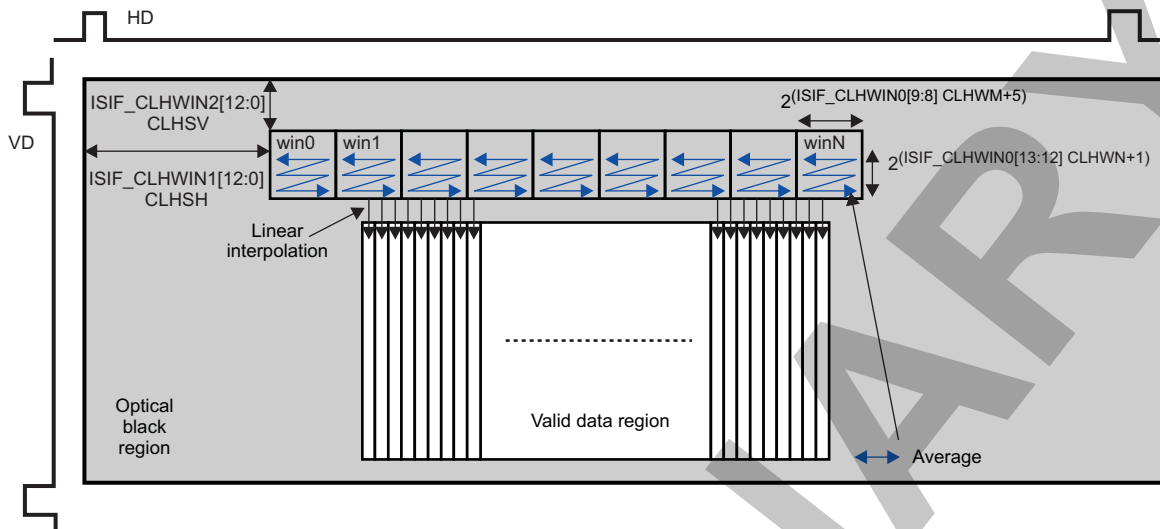 HD
ISIF_CLHWIN2[12:0]
CLHSV
2(ISIF_CLHWIN0[9:8] CLHWM+5)
VD
win0
win1
winN
2(ISIF_CLHWIN0[13:12] CLHWN+1)
ISIF_CLHWIN1[12:0]
CLHSH
Linear
interpolation
Optical
black
region
Valid data region
Average